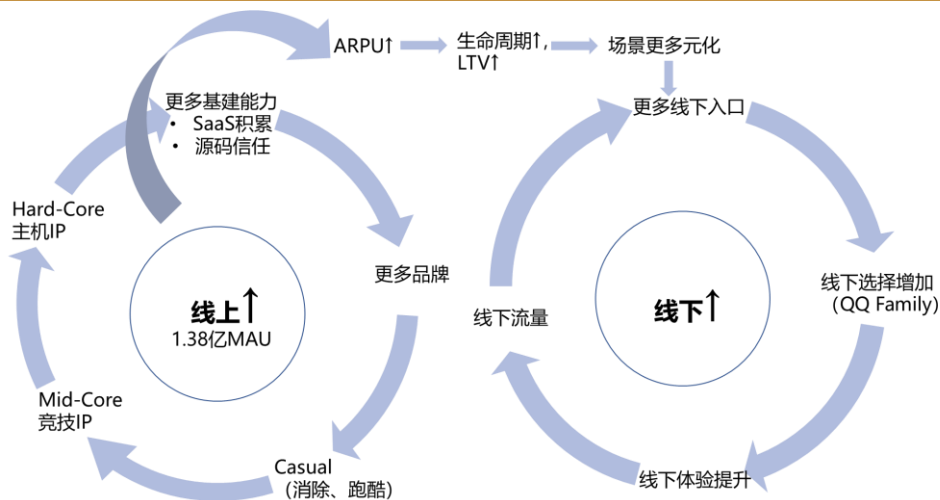 ARPU↑
生命周期↑,
LTV↑
场景更多元化
更多基建能力
• SaaS积累
• 源码信任
更多品牌
Casual
（消除、跑酷）
Mid-Core
竞技IP
Hard-Core
主机IP
线上↑
1.38亿MAU
更多线下入口
线下选择增加
（QQ Family）
线下体验提升
线下流量
线下↑